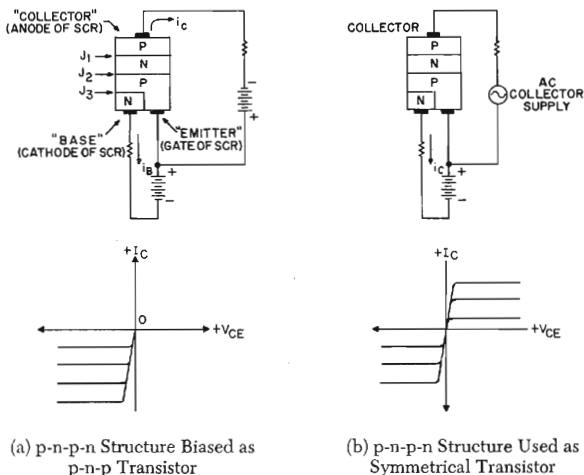 "COLLECTOR"
(ANODE OF SCR)
iC
P
J1
N
J2
P
J3
N
−
+
"BASE"
(CATHODE OF SCR)
"EMITTER"
(GATE OF SCR)
iB
+
−
COLLECTOR
P
N
P
N
AC
COLLECTOR
SUPPLY
iC
+
−
+IC
O
+VCE
+IC
+VCE
(a) p-n-p-n Structure Biased as
p-n-p Transistor
(b) p-n-p-n Structure Used as
Symmetrical Transistor